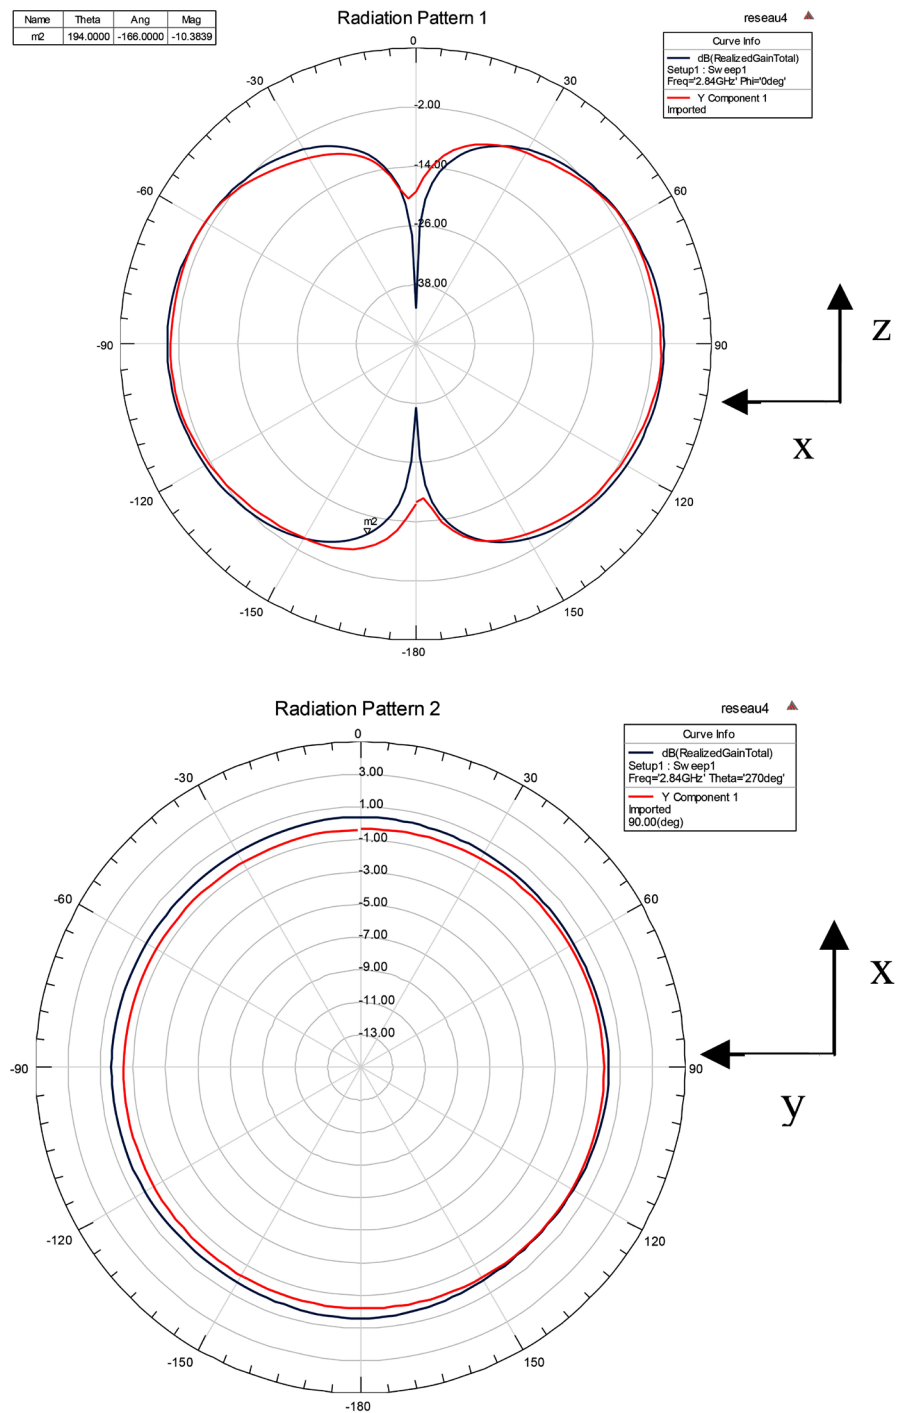 Radiation Pattern 1
reseau4
Name Theta Ang Mag
m2 194.0000 -166.0000 -10.3839
Curve Info
dB(RealizedGainTotal)
Setup1 : Sweep1
Freq='2.84GHz' Phi='0deg'
Y Component 1
Imported
0
-30
30
-2.00
-14.00
-60
60
-26.00
38.00
-90
90
z
x
-120
120
m2
-150
150
-180
Radiation Pattern 2
reseau4
Curve Info
dB(RealizedGainTotal)
Setup1 : Sweep1
Freq='2.84GHz' Theta='270deg'
Y Component 1
Imported
90.00(deg)
0
-30
30
3.00
1.00
-1.00
-3.00
-60
60
-5.00
-7.00
-9.00
x
-11.00
-13.00
-90
90
y
-120
120
-150
150
-180